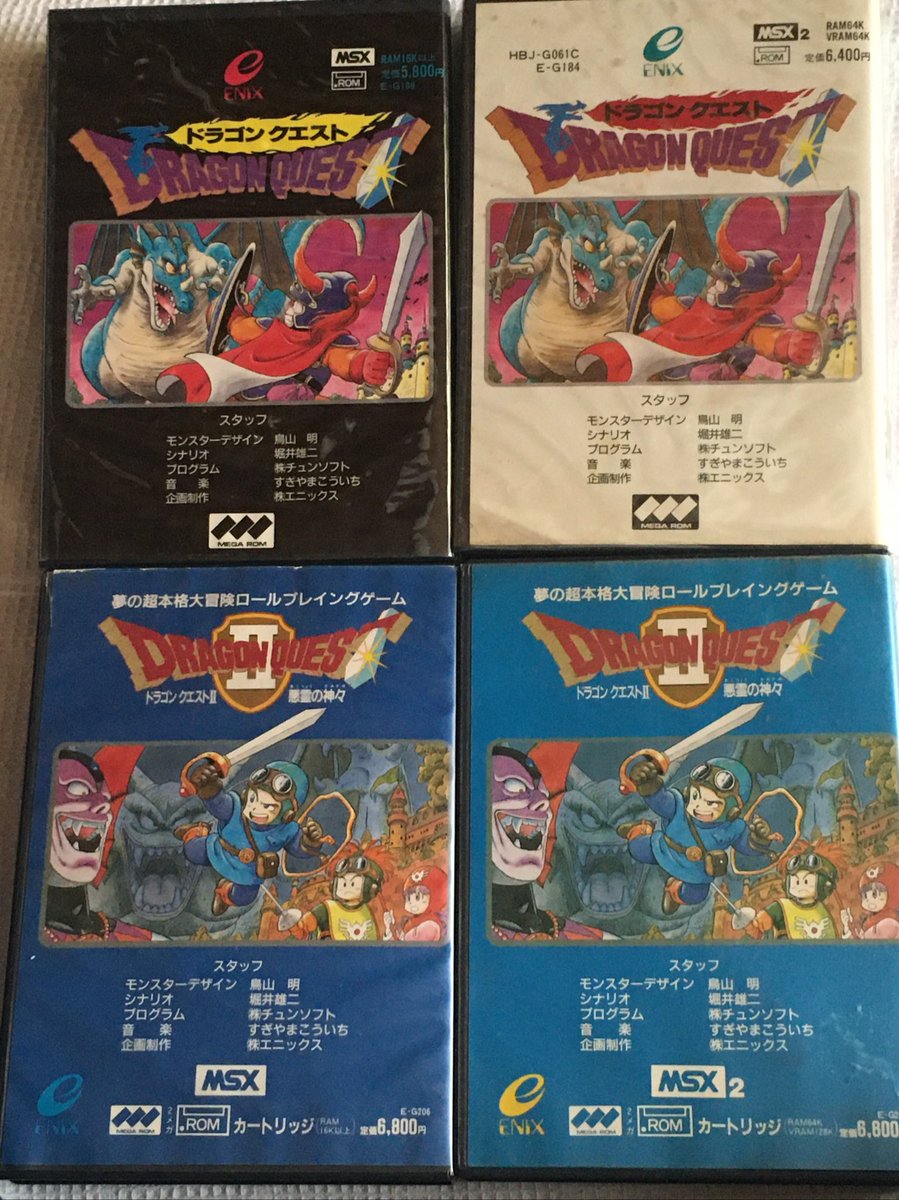 ENIX
MSX
ROM
RAM16K以上
定価5,800円
ドラゴン クエスト
DRAGON QUEST
スタッフ
モンスターデザイン 鳥山 明
シナリオ 堀井雄二
プログラム ㈱チュンソフト
音 楽 すぎやまこういち
企画制作 ㈱エニックス
MEGA ROM
HBJ-G061C
E-G184
ENIX
MSX 2
ROM
RAM64K
VRAM64K
定価6,400円
ドラゴン クエスト
DRAGON QUEST
スタッフ
モンスターデザイン 鳥山 明
シナリオ 堀井雄二
プログラム ㈱チュンソフト
音 楽 すぎやまこういち
企画制作 ㈱エニックス
MEGA ROM
夢の超本格大冒険ロールプレイングゲーム
DRAGON QUEST
II
ドラゴン クエストII 悪霊の神々
スタッフ
モンスターデザイン 鳥山 明
シナリオ 堀井雄二
プログラム ㈱チュンソフト
音 楽 すぎやまこういち
企画制作 ㈱エニックス
MSX
ENIX
MEGA ROM
2メガ
ROM
カートリッジ
RAM
16K以上
E-G206
定価6,800円
夢の超本格大冒険ロールプレイングゲーム
DRAGON QUEST
II
ドラゴン クエストII 悪霊の神々
スタッフ
モンスターデザイン 鳥山 明
シナリオ 堀井雄二
プログラム ㈱チュンソフト
音 楽 すぎやまこういち
企画制作 ㈱エニックス
MSX 2
ENIX
MEGA ROM
2メガ
ROM
カートリッジ
RAM64K
VRAM128K
定価6,800